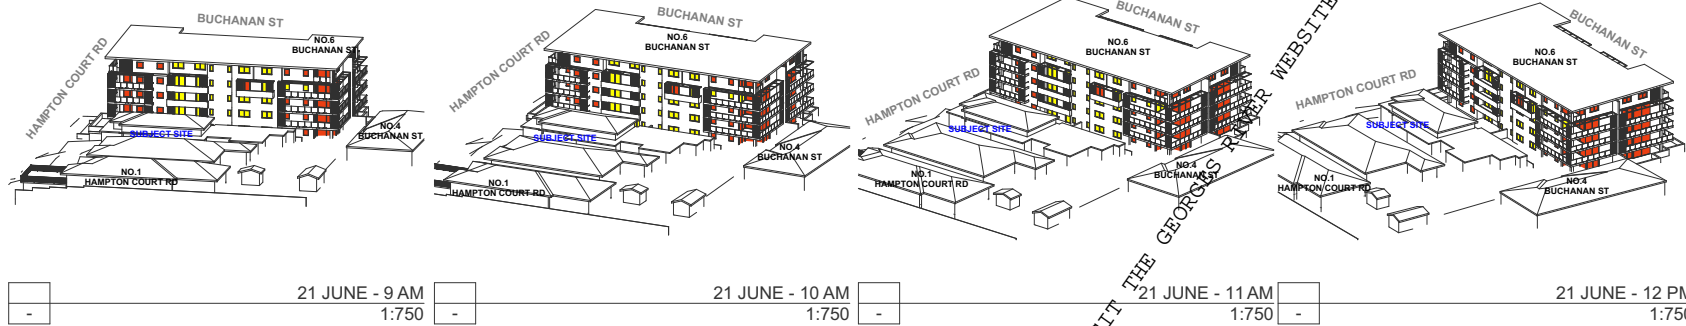 BUCHANAN ST
HAMPTON COURT RD
NO.6
BUCHANAN ST
SUBJECT SITE
NO.4
BUCHANAN ST
NO.1
HAMPTON COURT RD
21 JUNE - 9 AM
-
1:750
BUCHANAN ST
HAMPTON COURT RD
NO.6
BUCHANAN ST
SUBJECT SITE
NO.4
BUCHANAN ST
NO.1
HAMPTON COURT RD
21 JUNE - 10 AM
-
1:750
BUCHANAN ST
HAMPTON COURT RD
NO.6
BUCHANAN ST
SUBJECT SITE
NO.4
BUCHANAN ST
NO.1
HAMPTON COURT RD
21 JUNE - 11 AM
-
1:750
BUCHANAN ST
HAMPTON COURT RD
NO.6
BUCHANAN ST
SUBJECT SITE
NO.4
BUCHANAN ST
NO.1
HAMPTON COURT RD
21 JUNE - 12 PM
-
1:750
THE GEORGES RIVER WEBSITE